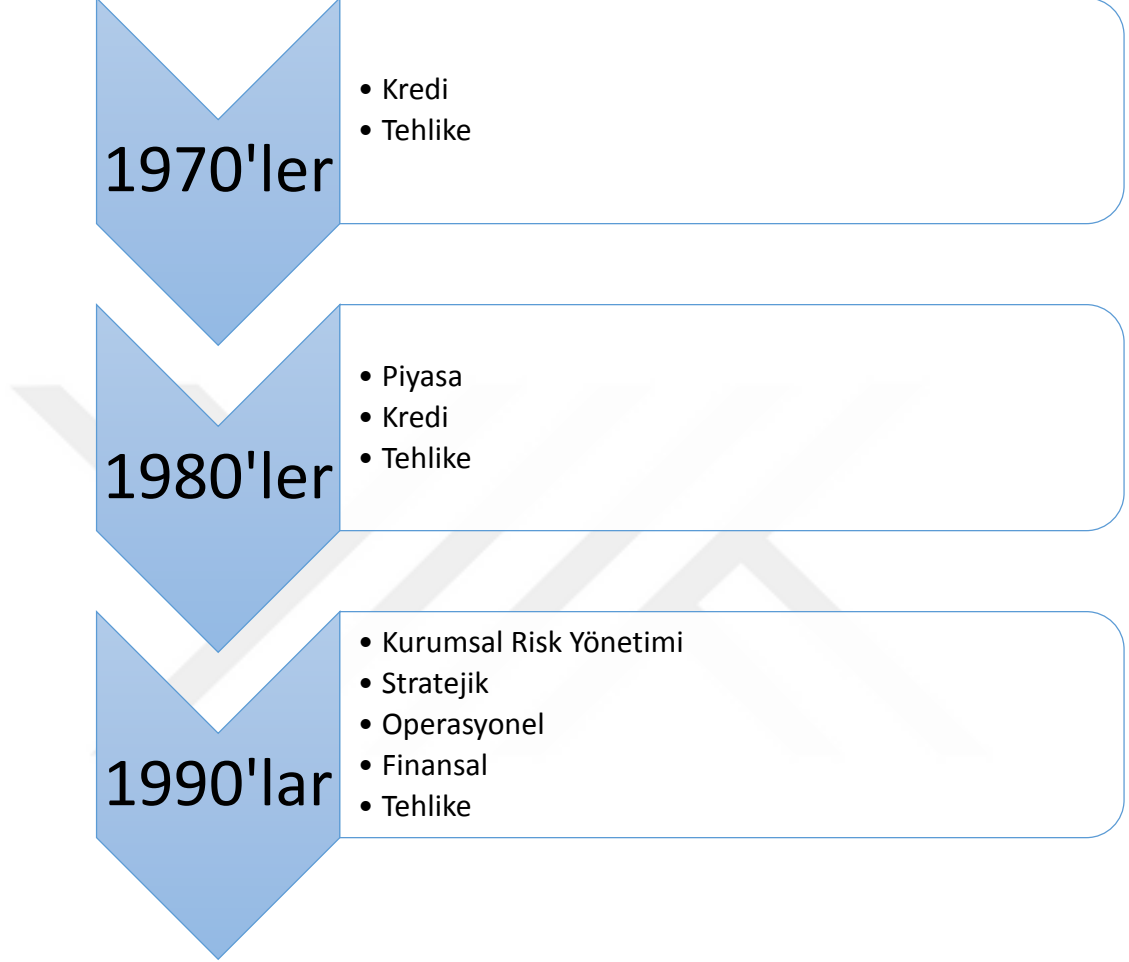 1970'ler
• Kredi
• Tehlike
1980'ler
• Piyasa
• Kredi
• Tehlike
1990'lar
• Kurumsal Risk Yönetimi
• Stratejik
• Operasyonel
• Finansal
• Tehlike